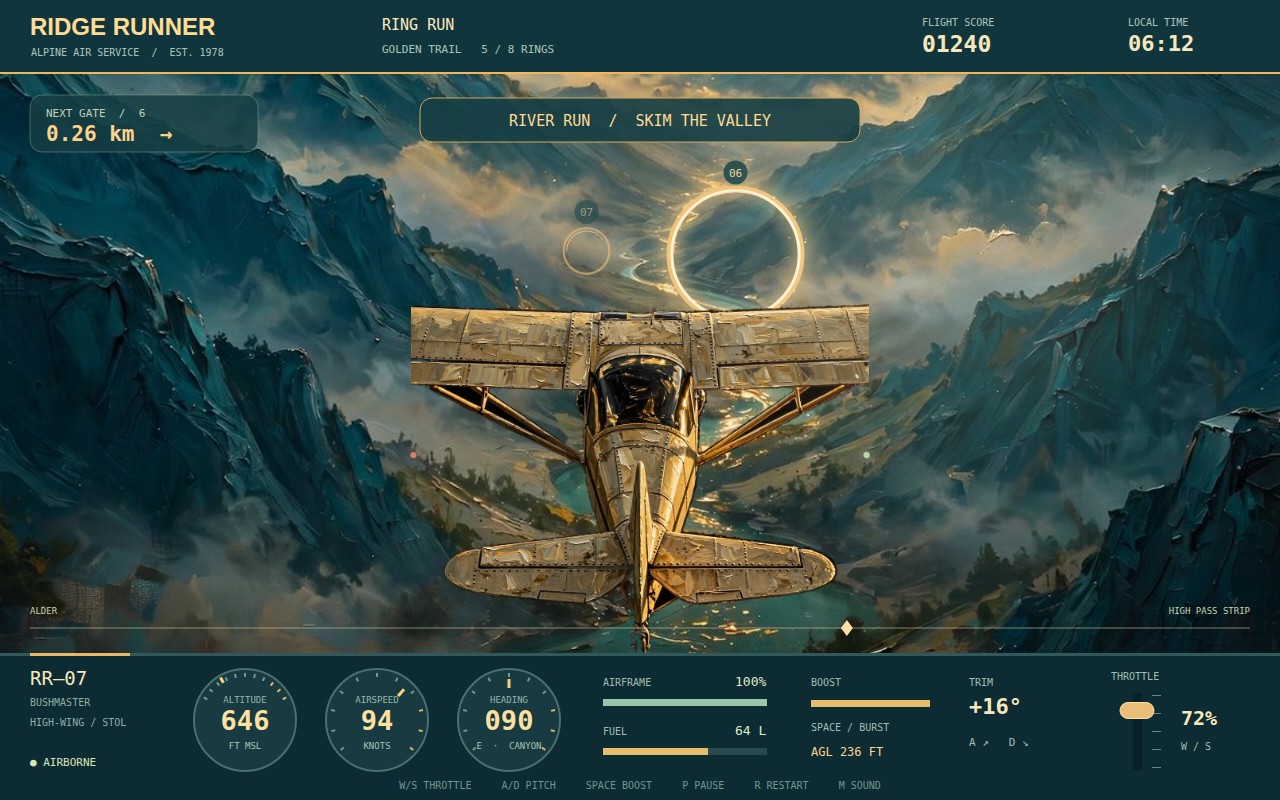 RIDGE RUNNER
ALPINE AIR SERVICE / EST. 1978
RING RUN
GOLDEN TRAIL 5 / 8 RINGS
FLIGHT SCORE
01240
LOCAL TIME
06:12
NEXT GATE / 6
0.26 km →
RIVER RUN / SKIM THE VALLEY
06
07
ALDER
HIGH PASS STRIP
RR—07
BUSHMASTER
HIGH-WING / STOL
● AIRBORNE
ALTITUDE
646
FT MSL
AIRSPEED
94
KNOTS
HEADING
090
E · CANYON
AIRFRAME 100%
FUEL 64 L
BOOST
SPACE / BURST
AGL 236 FT
TRIM
+16°
A ↗ D ↘
THROTTLE
72%
W / S
W/S THROTTLE A/D PITCH SPACE BOOST P PAUSE R RESTART M SOUND